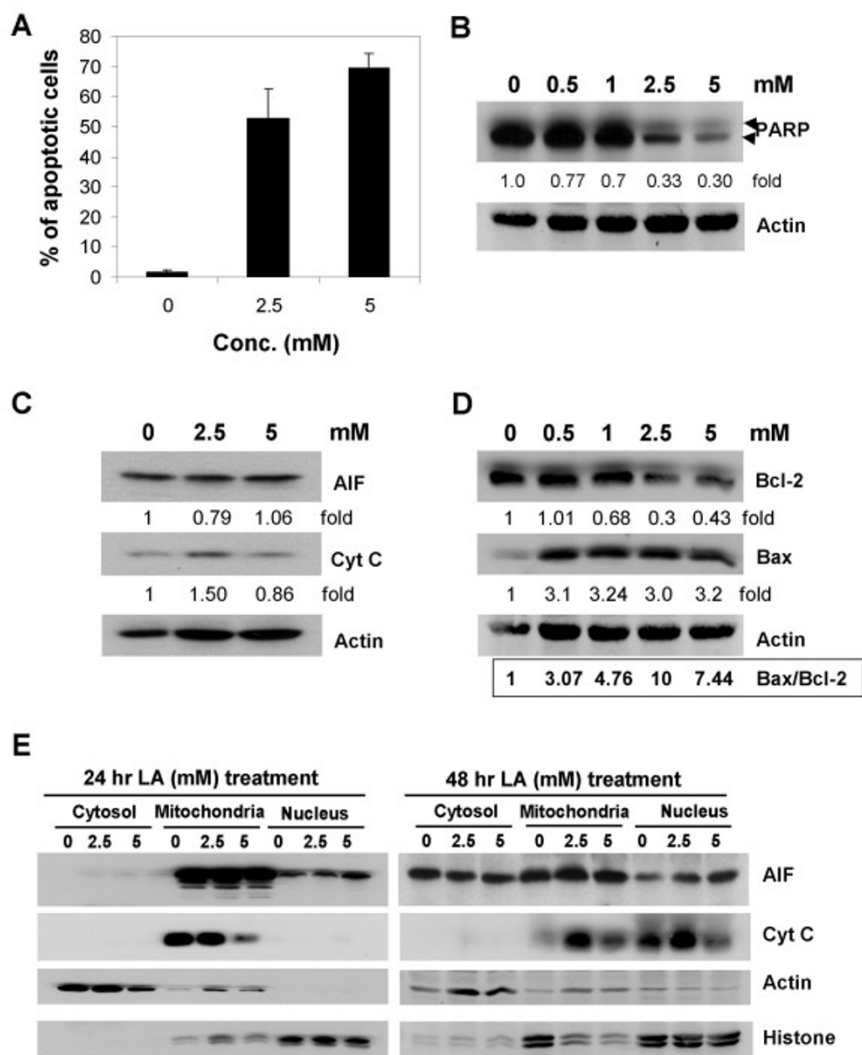 A
% of apoptotic cells
80
70
60
50
40
30
20
10
0
0 2.5 5
Conc. (mM)
B
0 0.5 1 2.5 5 mM
PARP
1.0 0.77 0.7 0.33 0.30 fold
Actin
C
0 2.5 5 mM
AIF
1 0.79 1.06 fold
Cyt C
1 1.50 0.86 fold
Actin
D
0 0.5 1 2.5 5 mM
Bcl-2
1 1.01 0.68 0.3 0.43 fold
Bax
1 3.1 3.24 3.0 3.2 fold
Actin
1 3.07 4.76 10 7.44 Bax/Bcl-2
E
24 hr LA (mM) treatment 48 hr LA (mM) treatment
Cytosol Mitochondria Nucleus Cytosol Mitochondria Nucleus
0 2.5 5 0 2.5 5 0 2.5 5 0 2.5 5 0 2.5 5 0 2.5 5
AIF
Cyt C
Actin
Histone